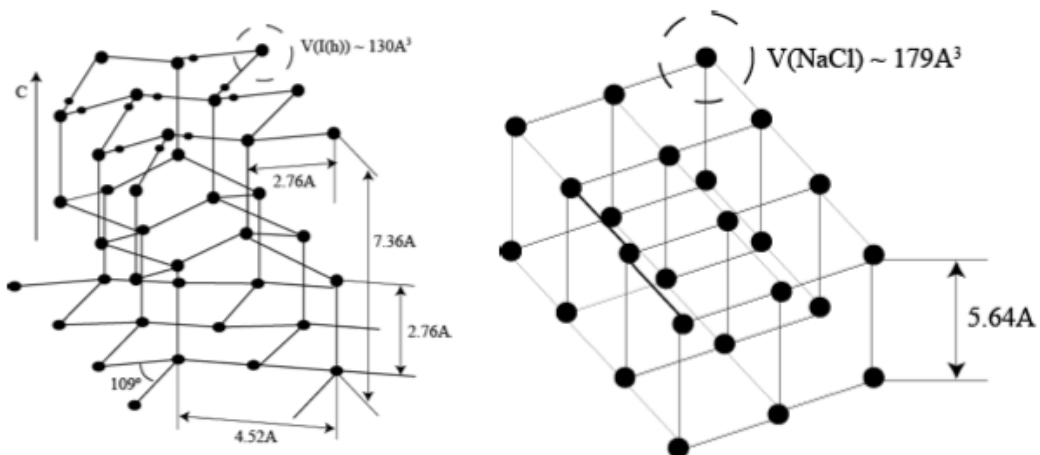 V(I(h)) ~ 130A³
C
2.76A
7.36A
2.76A
109°
4.52A
V(NaCl) ~ 179A³
5.64A